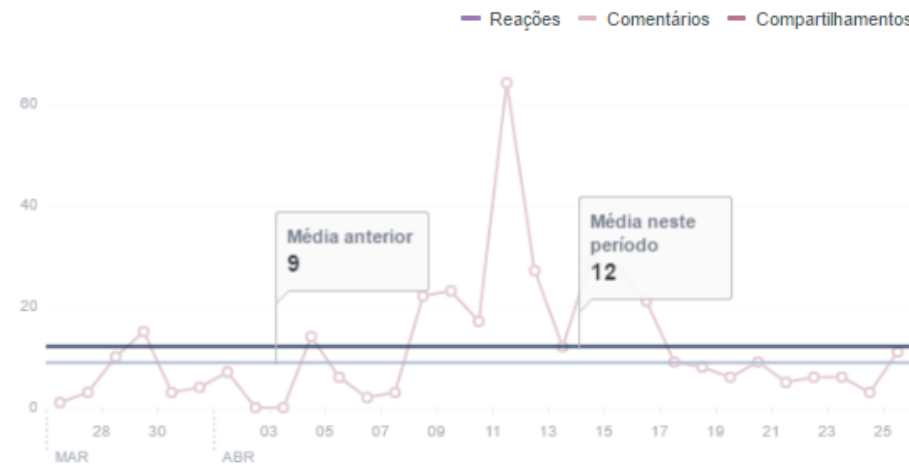 Reações Comentários Compartilhamentos
60
40
20
0
Média anterior
9
Média neste
período
12
28 30 03 05 07 09 11 13 15 17 19 21 23 25
MAR ABR